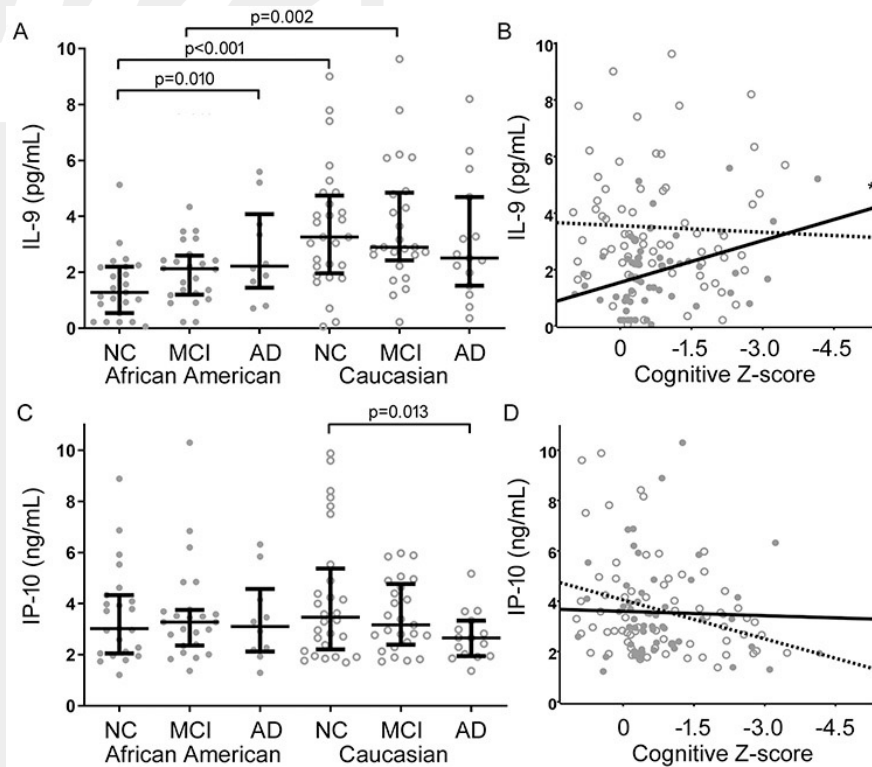 A
p=0.002
p<0.001
p=0.010
IL-9 (pg/mL)
10
8
6
4
2
0
NC MCI AD NC MCI AD
African American Caucasian
B
IL-9 (pg/mL)
10
8
6
4
2
0
*
0 -1.5 -3.0 -4.5
Cognitive Z-score
C
p=0.013
IP-10 (ng/mL)
10
8
6
4
2
0
NC MCI AD NC MCI AD
African American Caucasian
D
IP-10 (ng/mL)
10
8
6
4
2
0
0 -1.5 -3.0 -4.5
Cognitive Z-score